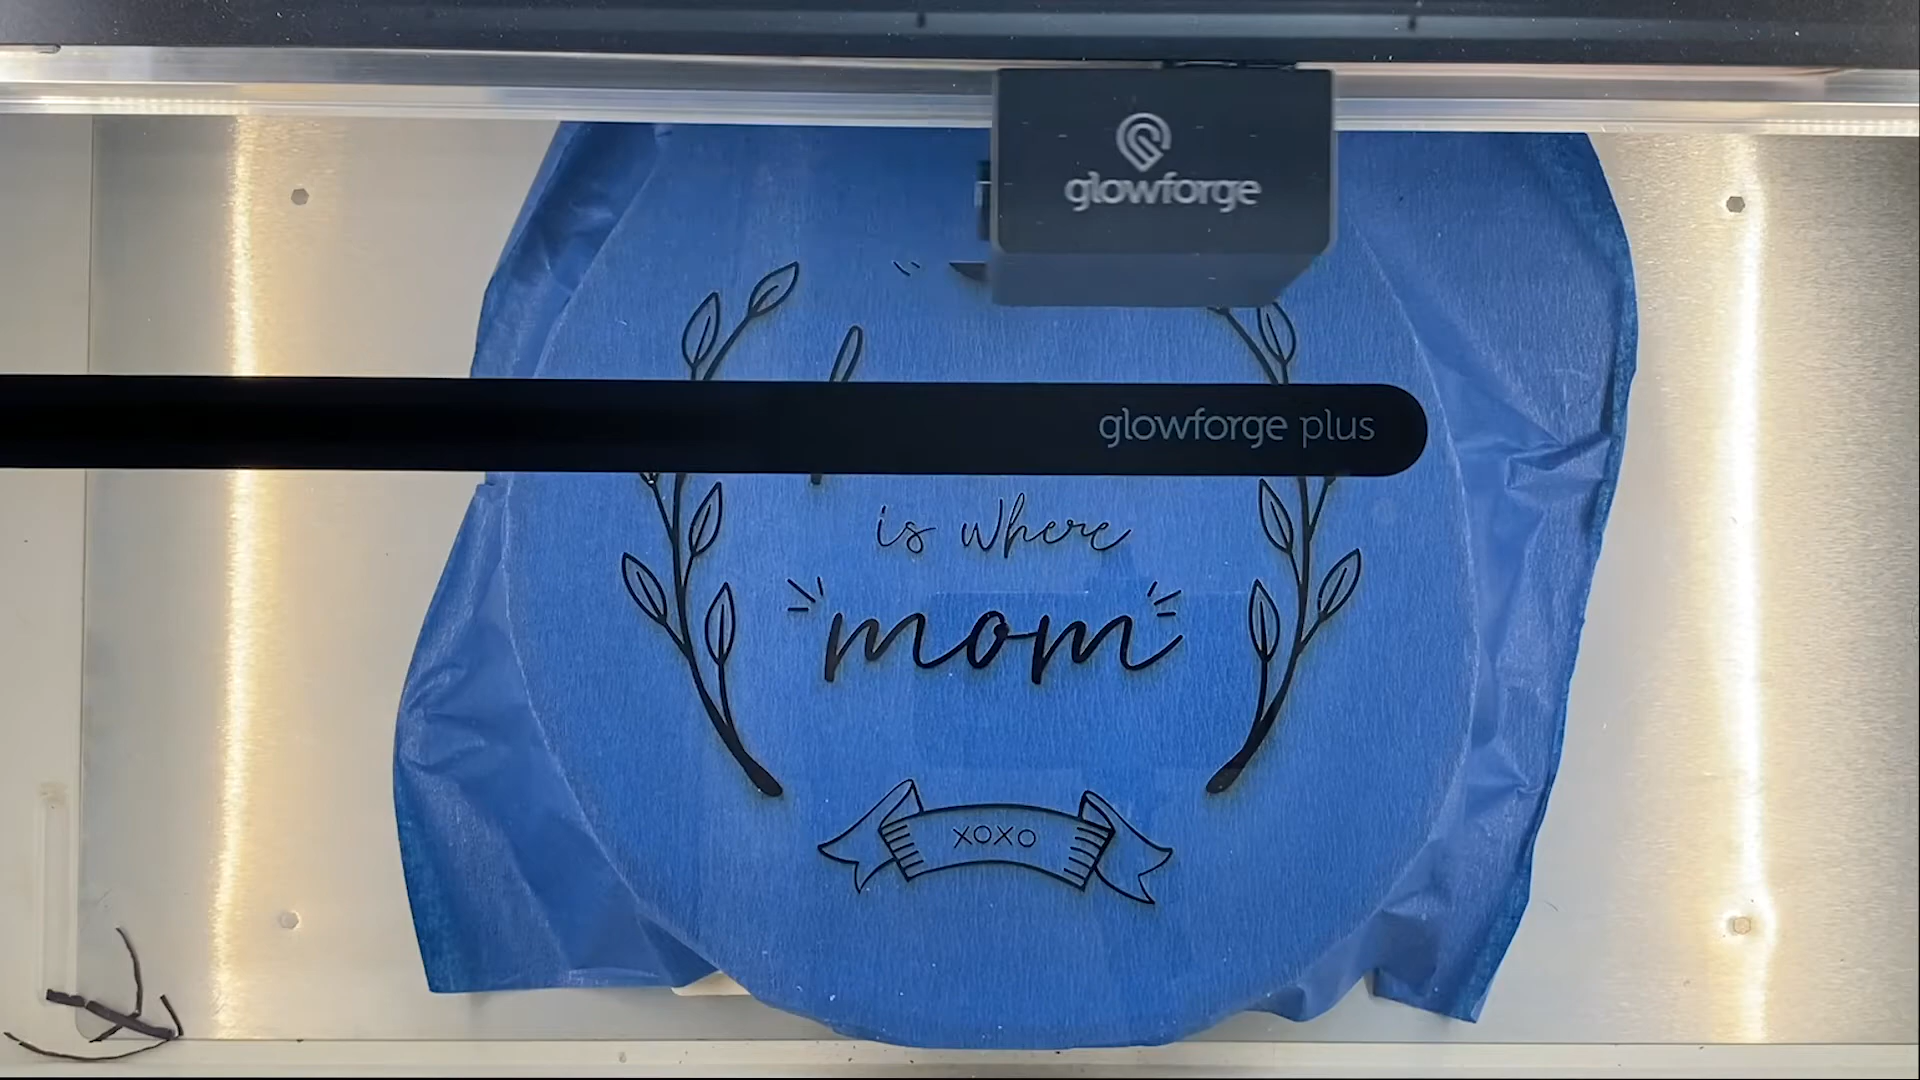 glowforge
glowforge plus
is where
mom
xoxo